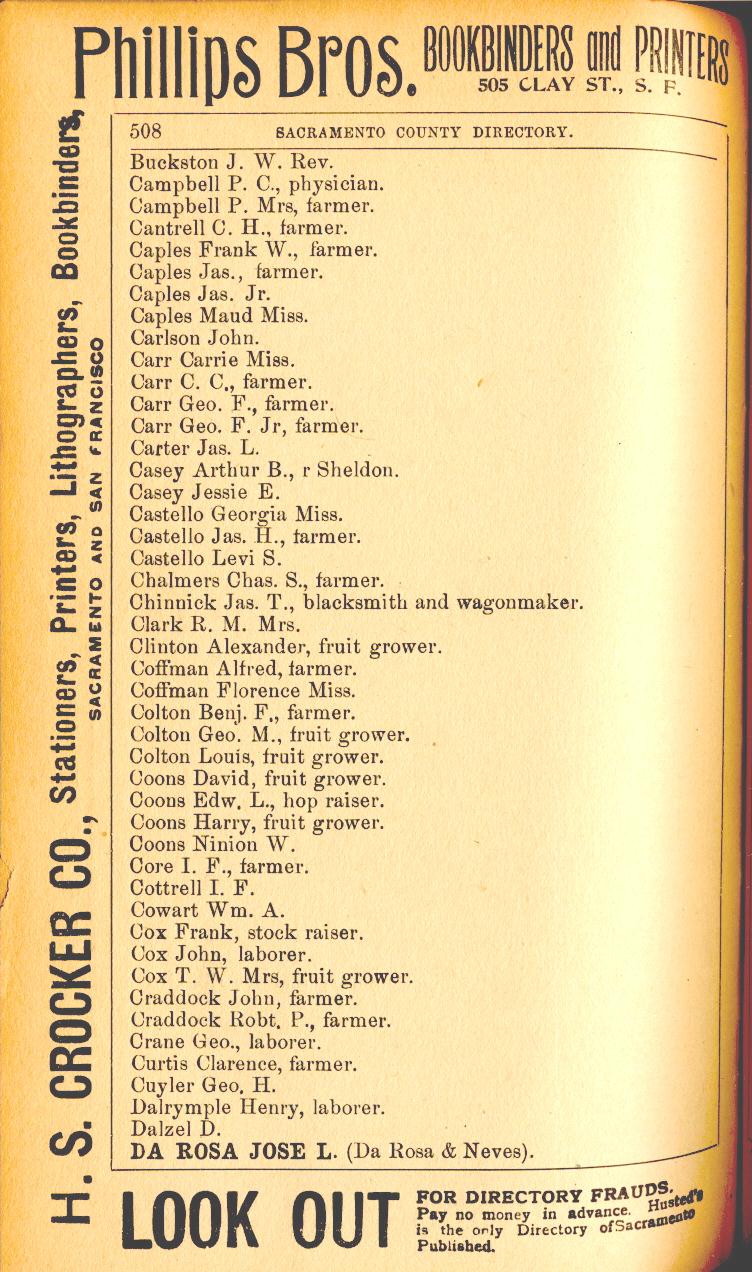 Phillips Bros. BOOKBINDERS and PRINTERS
505 CLAY ST., S. F.
H. S. CROCKER CO., Stationers, Printers, Lithographers, Bookbinders,
SACRAMENTO AND SAN FRANCISCO
508 SACRAMENTO COUNTY DIRECTORY.
Buckston J. W. Rev.
Campbell P. C., physician.
Campbell P. Mrs, farmer.
Cantrell C. H., farmer.
Caples Frank W., farmer.
Caples Jas., farmer.
Caples Jas. Jr.
Caples Maud Miss.
Carlson John.
Carr Carrie Miss.
Carr C. C., farmer.
Carr Geo. F., farmer.
Carr Geo. F. Jr, farmer.
Carter Jas. L.
Casey Arthur B., r Sheldon.
Casey Jessie E.
Castello Georgia Miss.
Castello Jas. H., farmer.
Castello Levi S.
Chalmers Chas. S., farmer.
Chinnick Jas. T., blacksmith and wagonmaker.
Clark R. M. Mrs.
Clinton Alexander, fruit grower.
Coffman Alfred, farmer.
Coffman Florence Miss.
Colton Benj. F., farmer.
Colton Geo. M., fruit grower.
Colton Louis, fruit grower.
Coons David, fruit grower.
Coons Edw. L., hop raiser.
Coons Harry, fruit grower.
Coons Ninion W.
Core I. F., farmer.
Cottrell I. F.
Cowart Wm. A.
Cox Frank, stock raiser.
Cox John, laborer.
Cox T. W. Mrs, fruit grower.
Craddock John, farmer.
Craddock Robt. P., farmer.
Crane Geo., laborer.
Curtis Clarence, farmer.
Cuyler Geo. H.
Dalrymple Henry, laborer.
Dalzel D.
DA ROSA JOSE L. (Da Rosa & Neves).
LOOK OUT
FOR DIRECTORY FRAUDS.
Pay no money in advance. Husted's
is the only Directory of Sacramento
Published.